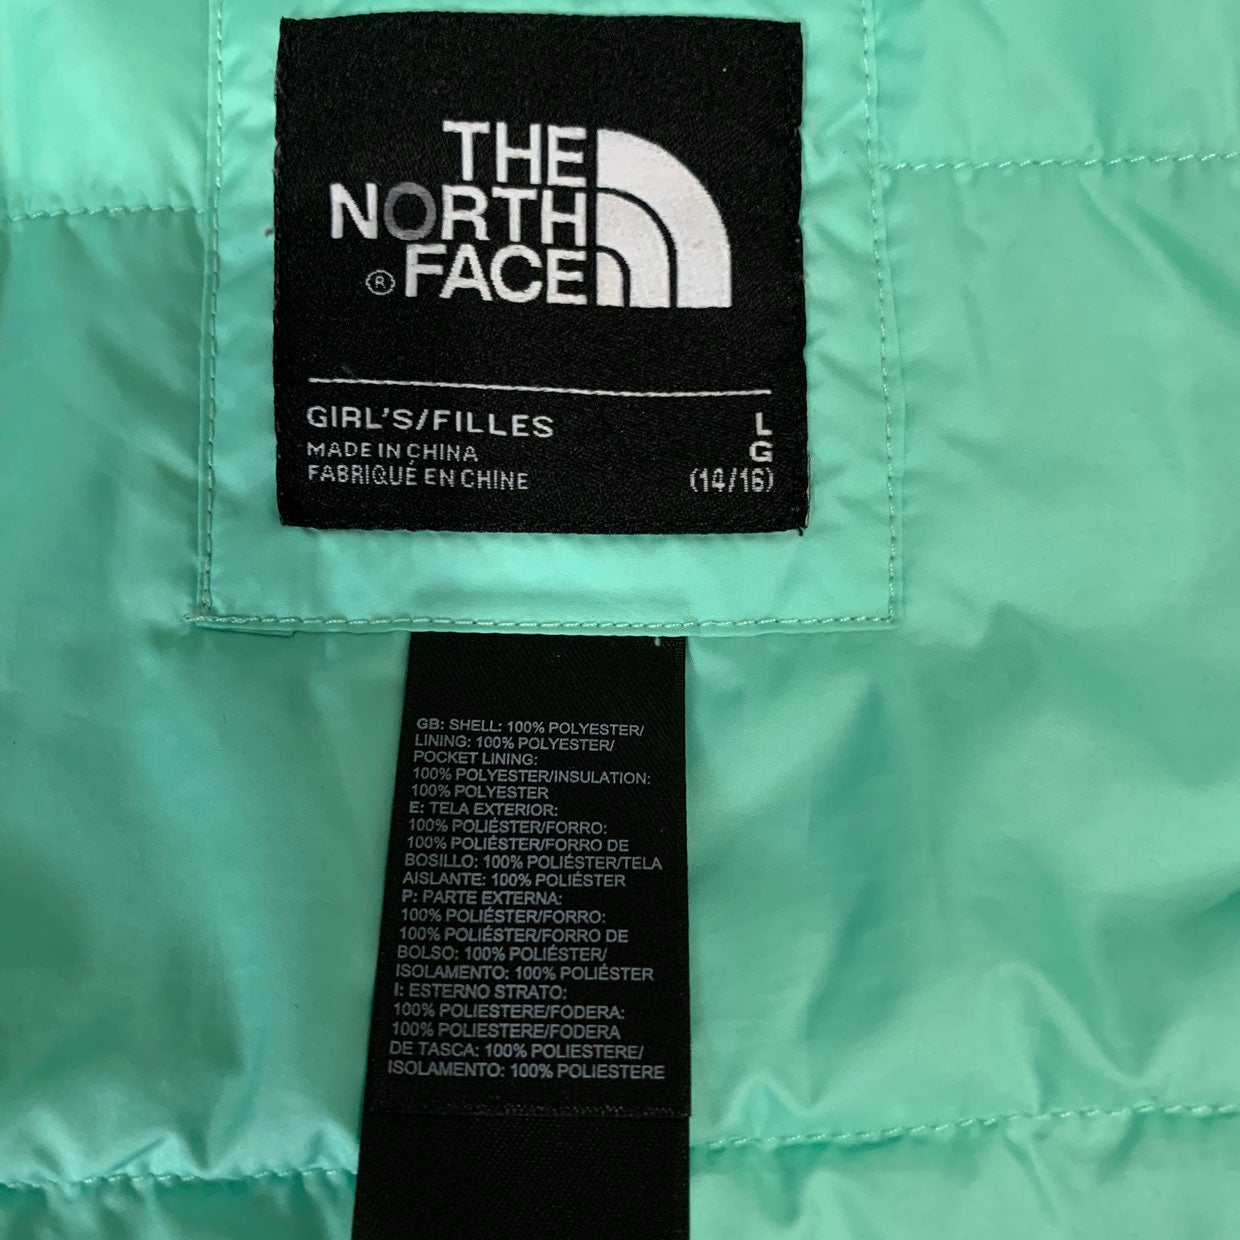 THE
NORTH
® FACE
GIRL'S/FILLES L
MADE IN CHINA G
FABRIQUÉ EN CHINE (14/16)
GB: SHELL: 100% POLYESTER/
LINING: 100% POLYESTER/
POCKET LINING:
100% POLYESTER/INSULATION:
100% POLYESTER
E: TELA EXTERIOR:
100% POLIÉSTER/FORRO:
100% POLIÉSTER/FORRO DE
BOSILLO: 100% POLIÉSTER/TELA
AISLANTE: 100% POLIÉSTER
P: PARTE EXTERNA:
100% POLIÉSTER/FORRO:
100% POLIÉSTER/FORRO DE
BOLSO: 100% POLIÉSTER/
ISOLAMENTO: 100% POLIÉSTER
I: ESTERNO STRATO:
100% POLIESTERE/FODERA:
100% POLIESTERE/FODERA
DE TASCA: 100% POLIESTERE/
ISOLAMENTO: 100% POLIESTERE